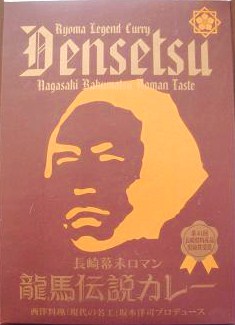 Ryoma Legend Curry
Densetsu
Nagasaki Bakumatsu Roman Taste
長崎幕末ロマン
龍馬伝説カレー
西洋料理「現代の名工」坂本洋司プロデュース